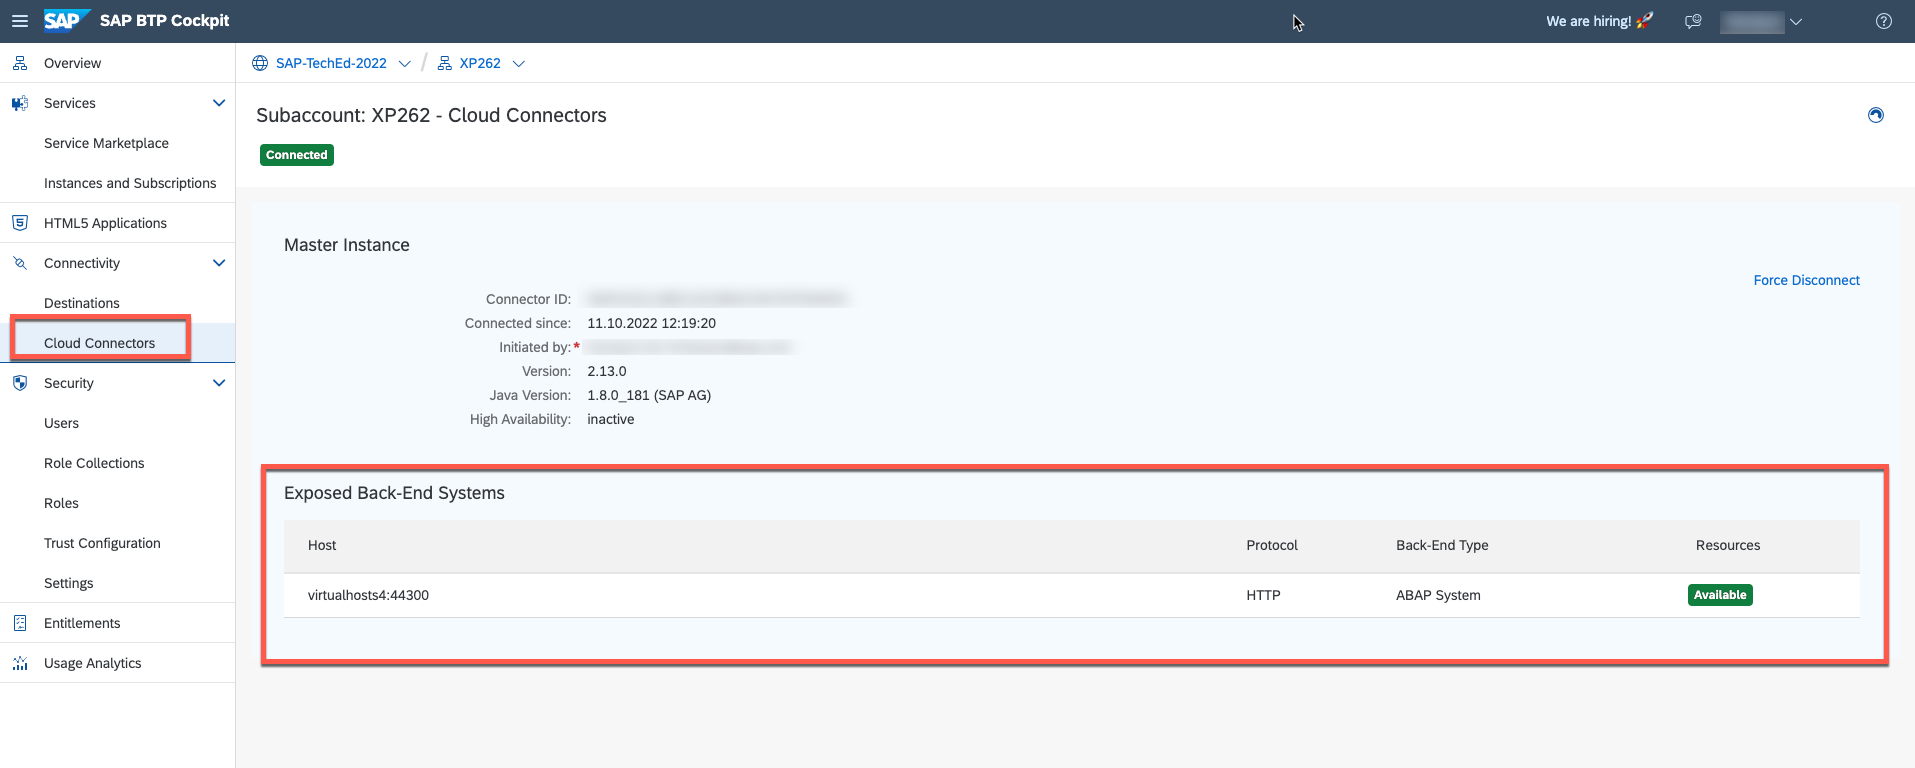 SAP SAP BTP Cockpit
We are hiring! 🚀
Overview
Services
Service Marketplace
Instances and Subscriptions
HTML5 Applications
Connectivity
Destinations
Cloud Connectors
Security
Users
Role Collections
Roles
Trust Configuration
Settings
Entitlements
Usage Analytics
SAP-TechEd-2022 / XP262
Subaccount: XP262 - Cloud Connectors
Connected
Master Instance
Force Disconnect
Connector ID:
Connected since: 11.10.2022 12:19:20
Initiated by:*
Version: 2.13.0
Java Version: 1.8.0_181 (SAP AG)
High Availability: inactive
Exposed Back-End Systems
Host Protocol Back-End Type Resources
virtualhosts4:44300 HTTP ABAP System Available